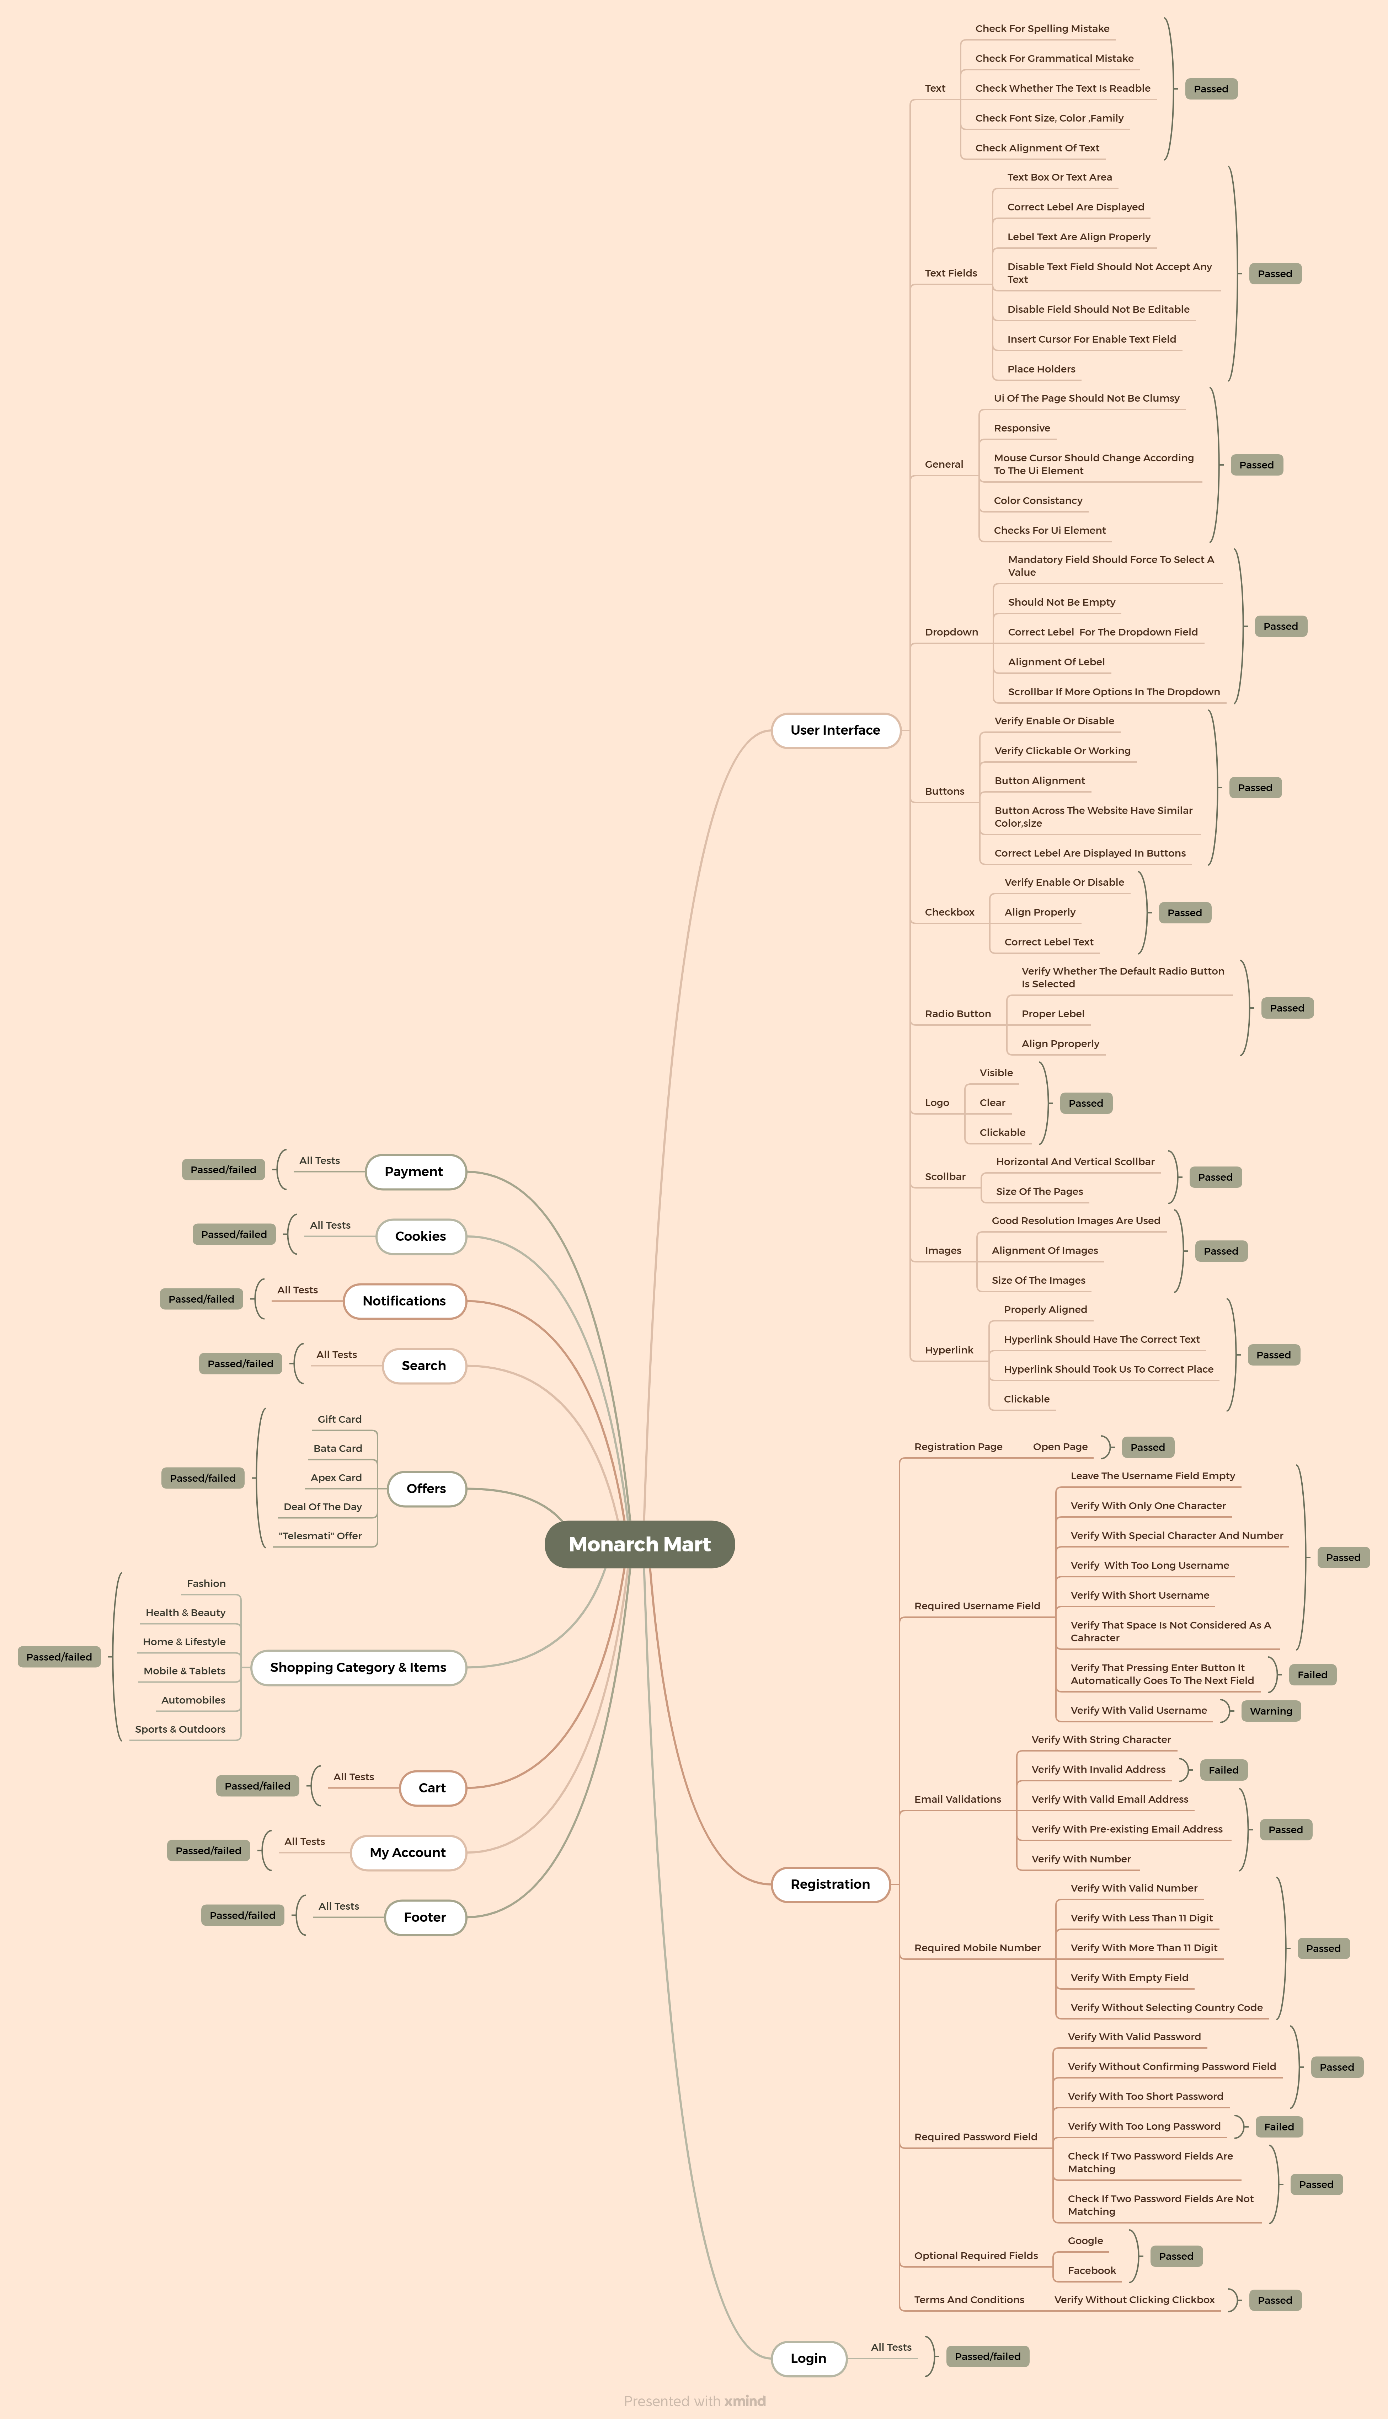 Monarch Mart
User Interface
Text
Check For Spelling Mistake
Check For Grammatical Mistake
Check Whether The Text Is Readble
Check Font Size, Color ,Family
Check Alignment Of Text
Passed
Text Fields
Text Box Or Text Area
Correct Lebel Are Displayed
Lebel Text Are Align Properly
Disable Text Field Should Not Accept Any
Text
Disable Field Should Not Be Editable
Insert Cursor For Enable Text Field
Place Holders
Passed
General
Ui Of The Page Should Not Be Clumsy
Responsive
Mouse Cursor Should Change According
To The Ui Element
Color Consistancy
Checks For Ui Element
Passed
Dropdown
Mandatory Field Should Force To Select A
Value
Should Not Be Empty
Correct Lebel  For The Dropdown Field
Alignment Of Lebel
Scrollbar If More Options In The Dropdown
Passed
Buttons
Verify Enable Or Disable
Verify Clickable Or Working
Button Alignment
Button Across The Website Have Similar
Color,size
Correct Lebel Are Displayed In Buttons
Passed
Checkbox
Verify Enable Or Disable
Align Properly
Correct Lebel Text
Passed
Radio Button
Verify Whether The Default Radio Button
Is Selected
Proper Lebel
Align Pproperly
Passed
Logo
Visible
Clear
Clickable
Passed
Scollbar
Horizontal And Vertical Scollbar
Size Of The Pages
Passed
Images
Good Resolution Images Are Used
Alignment Of Images
Size Of The Images
Passed
Hyperlink
Properly Aligned
Hyperlink Should Have The Correct Text
Hyperlink Should Took Us To Correct Place
Clickable
Passed
Registration
Registration Page
Open Page
Passed
Required Username Field
Leave The Username Field Empty
Verify With Only One Character
Verify With Special Character And Number
Verify  With Too Long Username
Verify With Short Username
Verify That Space Is Not Considered As A
Cahracter
Passed
Verify That Pressing Enter Button It
Automatically Goes To The Next Field
Failed
Verify With Valid Username
Warning
Email Validations
Verify With String Character
Verify With Invalid Address
Failed
Verify With Valid Email Address
Verify With Pre-existing Email Address
Verify With Number
Passed
Required Mobile Number
Verify With Valid Number
Verify With Less Than 11 Digit
Verify With More Than 11 Digit
Verify With Empty Field
Verify Without Selecting Country Code
Passed
Required Password Field
Verify With Valid Password
Verify Without Confirming Password Field
Verify With Too Short Password
Passed
Verify With Too Long Password
Failed
Check If Two Password Fields Are
Matching
Check If Two Password Fields Are Not
Matching
Passed
Optional Required Fields
Google
Facebook
Passed
Terms And Conditions
Verify Without Clicking Clickbox
Passed
Login
All Tests
Passed/failed
Payment
All Tests
Passed/failed
Cookies
All Tests
Passed/failed
Notifications
All Tests
Passed/failed
Search
All Tests
Passed/failed
Offers
Gift Card
Bata Card
Apex Card
Deal Of The Day
"Telesmati" Offer
Passed/failed
Shopping Category & Items
Fashion
Health & Beauty
Home & Lifestyle
Mobile & Tablets
Automobiles
Sports & Outdoors
Passed/failed
Cart
All Tests
Passed/failed
My Account
All Tests
Passed/failed
Footer
All Tests
Passed/failed
Presented with xmind